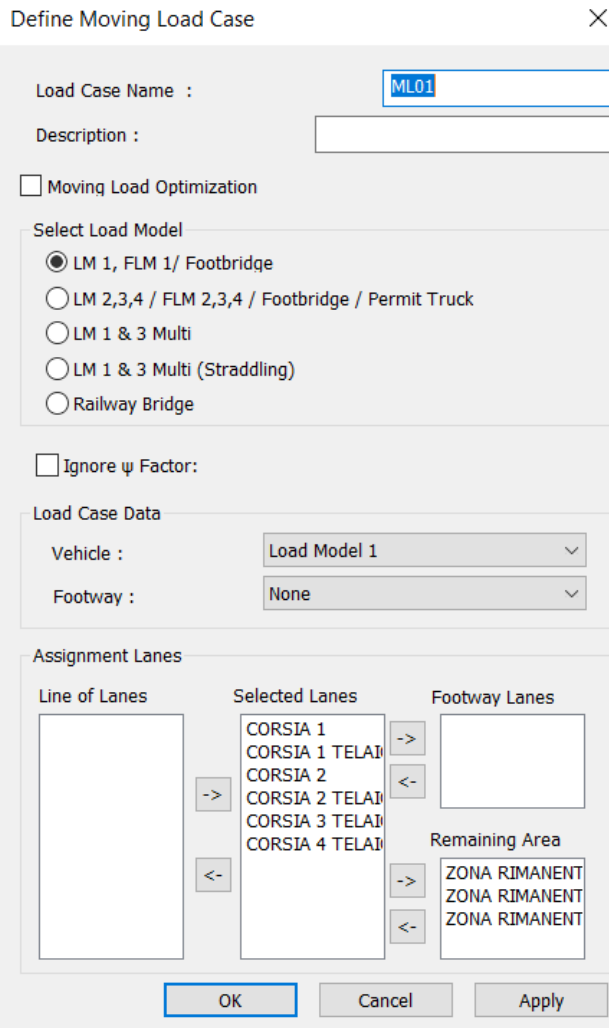 Define Moving Load Case
Load Case Name :
ML01
Description :
Moving Load Optimization
Select Load Model
LM 1, FLM 1/ Footbridge
LM 2,3,4 / FLM 2,3,4 / Footbridge / Permit Truck
LM 1 & 3 Multi
LM 1 & 3 Multi (Straddling)
Railway Bridge
Ignore ψ Factor:
Load Case Data
Vehicle :
Load Model 1
Footway :
None
Assignment Lanes
Line of Lanes
Selected Lanes
Footway Lanes
CORSIA 1
CORSIA 1 TELAI
CORSIA 2
CORSIA 2 TELAI
CORSIA 3 TELAI
CORSIA 4 TELAI
->
<-
->
<-
Remaining Area
ZONA RIMANENT
ZONA RIMANENT
ZONA RIMANENT
->
<-
OK
Cancel
Apply